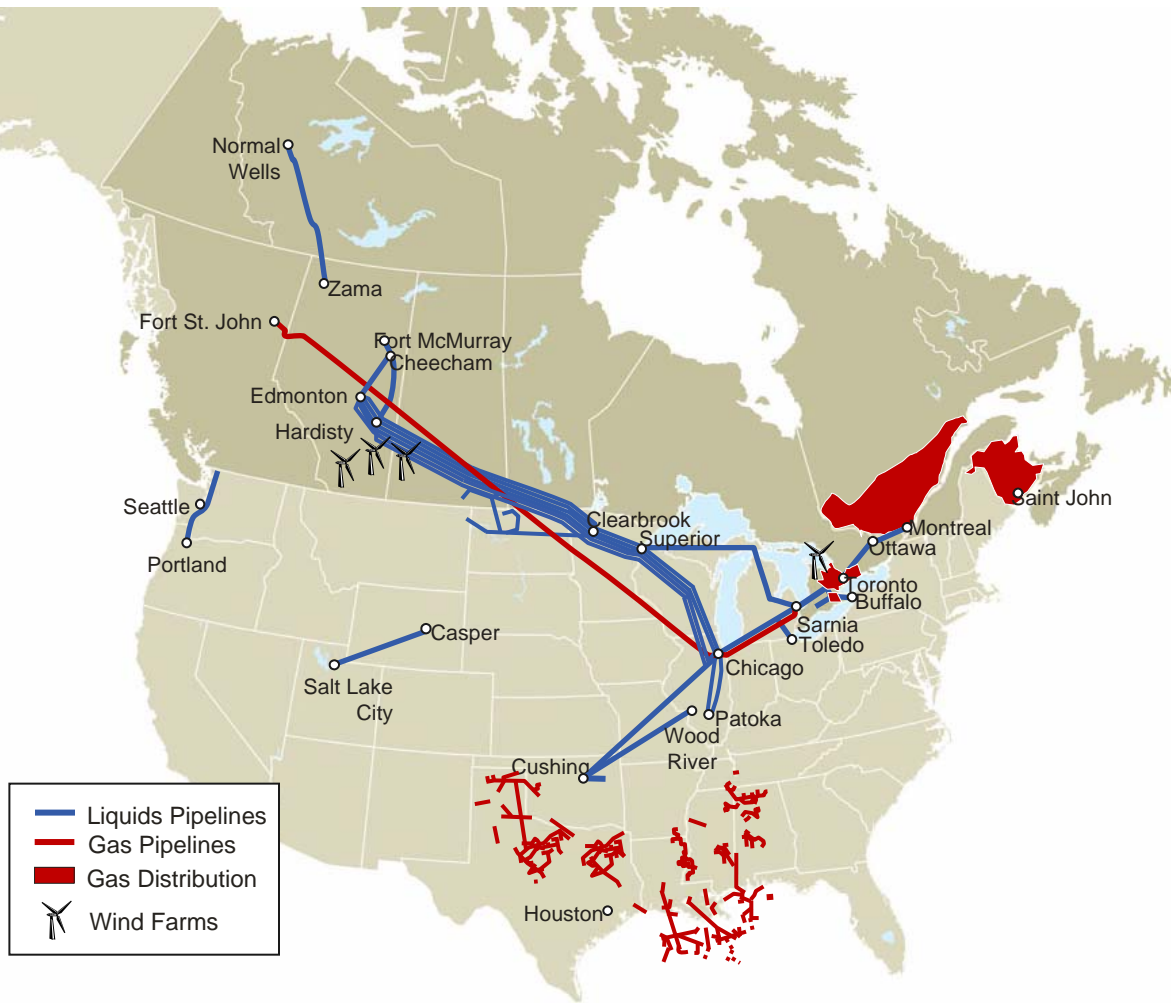 Normal
Wells
Zama
Fort St. John
Fort McMurray
Cheecham
Edmonton
Hardisty
Seattle
Portland
Clearbrook
Superior
Saint John
Montreal
Ottawa
Toronto
Buffalo
Sarnia
Toledo
Casper
Chicago
Salt Lake
City
Patoka
Wood
River
Cushing
Houston
Liquids Pipelines
Gas Pipelines
Gas Distribution
Wind Farms